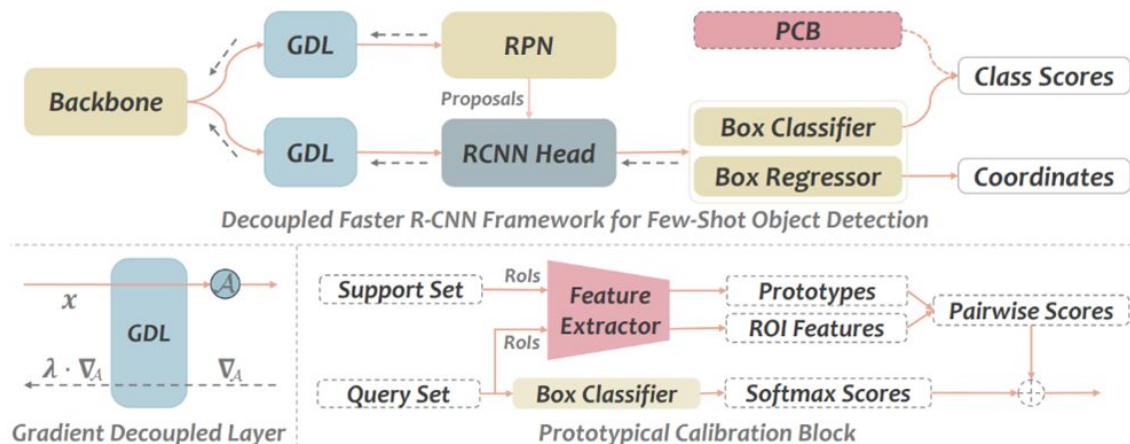 PCB
GDL
RPN
Class Scores
Backbone
Proposals
Box Classifier
GDL
RCNN Head
Box Regressor
Coordinates
Decoupled Faster R-CNN Framework for Few-Shot Object Detection
𝒜
x
GDL
λ · ∇𝒜
∇𝒜
Gradient Decoupled Layer
RoIs
Support Set
Feature
Extractor
Prototypes
Pairwise Scores
RoIs
ROI Features
Query Set
Box Classifier
Softmax Scores
Prototypical Calibration Block